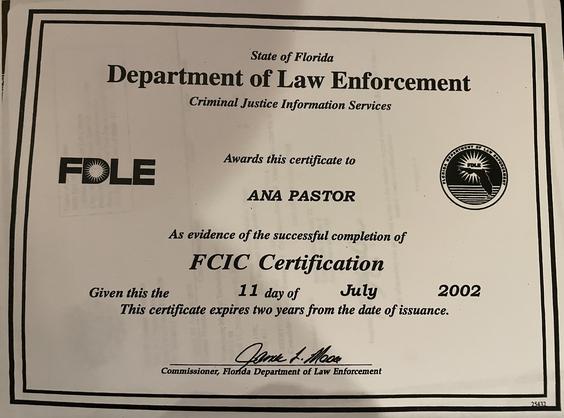 State of Florida
Department of Law Enforcement
Criminal Justice Information Services
Awards this certificate to
FDLE
ANA PASTOR
As evidence of the successful completion of
FCIC Certification
Given this the 11 day of July 2002
This certificate expires two years from the date of issuance.
Commissioner, Florida Department of Law Enforcement